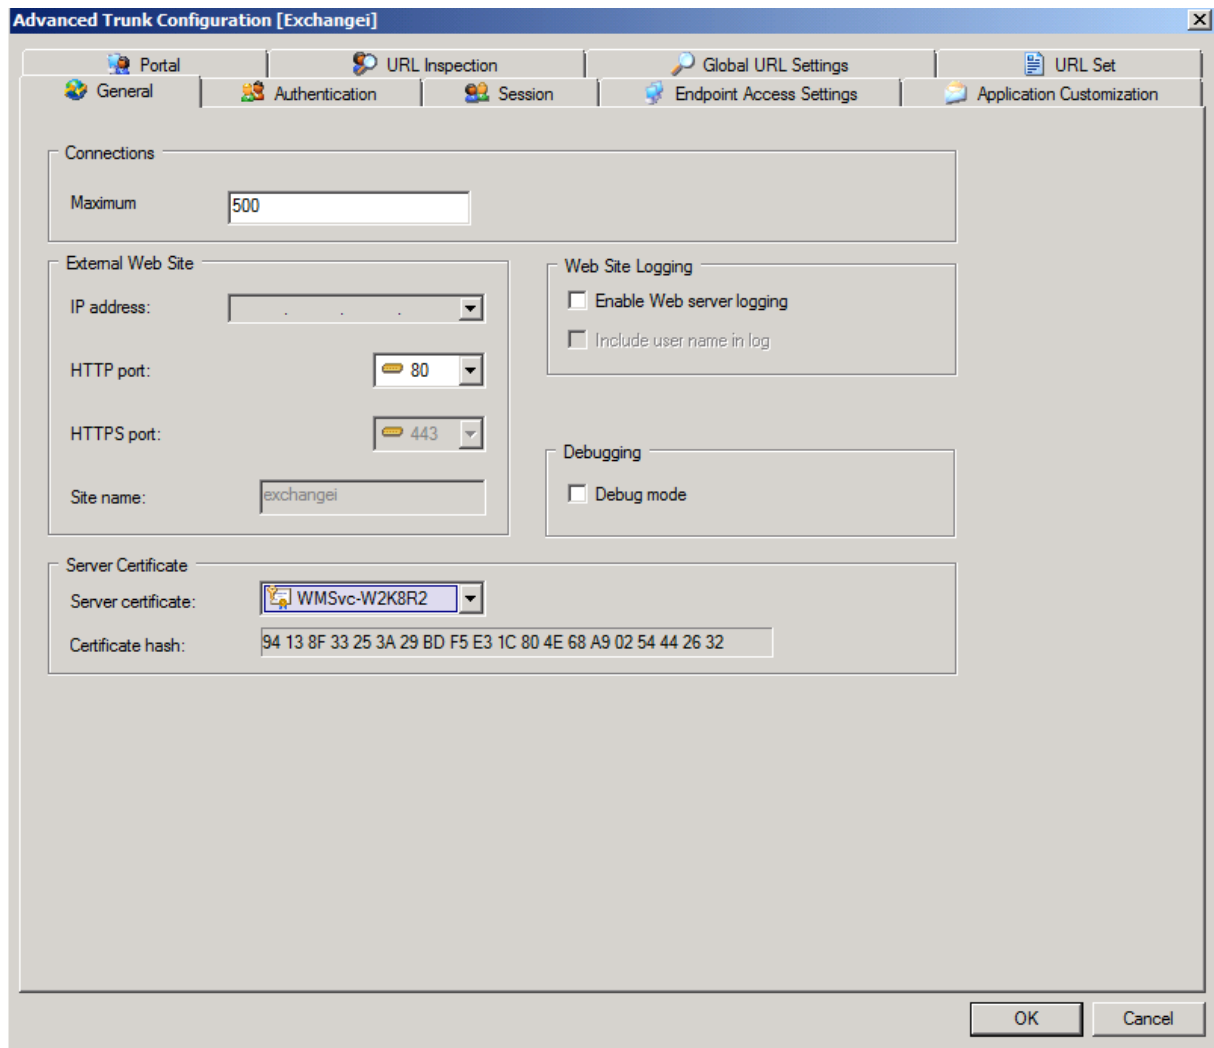 Advanced Trunk Configuration [Exchangei]
Portal
URL Inspection
Global URL Settings
URL Set
General
Authentication
Session
Endpoint Access Settings
Application Customization
Connections
Maximum
500
External Web Site
IP address:
. . .
HTTP port:
80
HTTPS port:
443
Site name:
exchangei
Web Site Logging
Enable Web server logging
Include user name in log
Debugging
Debug mode
Server Certificate
Server certificate:
WMSvc-W2K8R2
Certificate hash:
94 13 8F 33 25 3A 29 BD F5 E3 1C 80 4E 68 A9 02 54 44 26 32
OK
Cancel